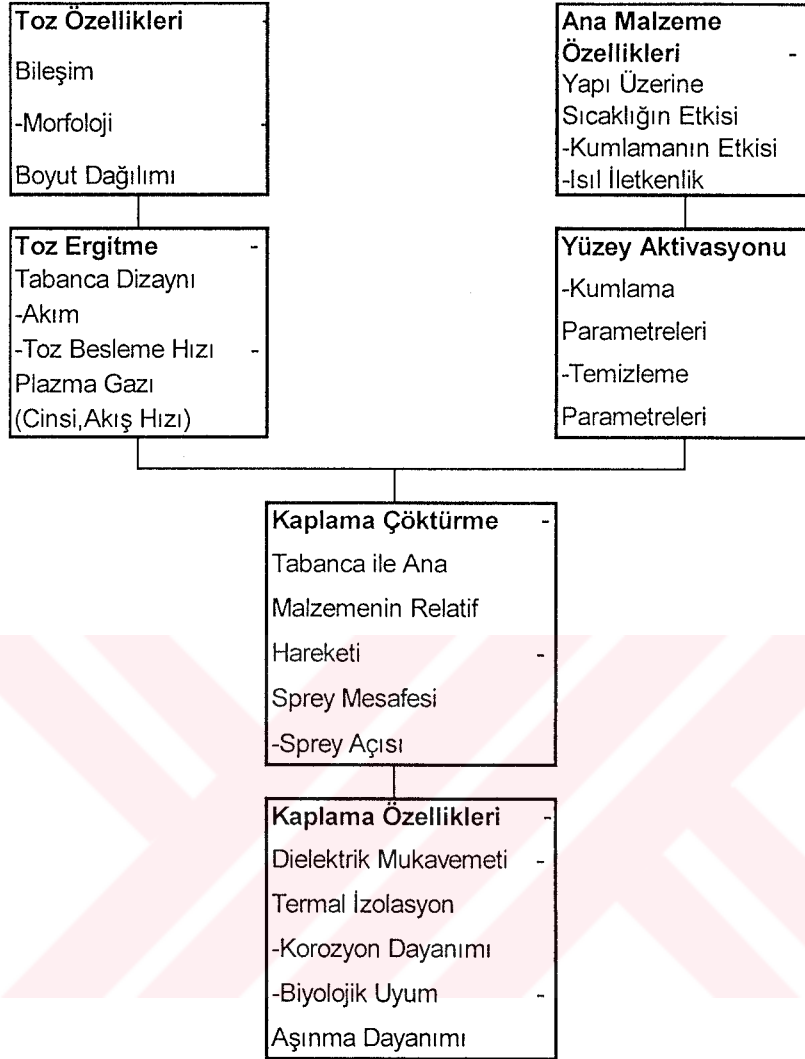 Toz Özellikleri -
Bileşim
-Morfoloji -
Boyut Dağılımı
Ana Malzeme
Özellikleri -
Yapı Üzerine
Sıcaklığın Etkisi
-Kumlamanın Etkisi
-Isıl İletkenlik
Toz Ergitme -
Tabanca Dizaynı
-Akım
-Toz Besleme Hızı -
Plazma Gazı
(Cinsi,Akış Hızı)
Yüzey Aktivasyonu
-Kumlama
Parametreleri
-Temizleme
Parametreleri
Kaplama Çöktürme -
Tabanca ile Ana
Malzemenin Relatif
Hareketi -
Sprey Mesafesi
-Sprey Açısı
Kaplama Özellikleri -
Dielektrik Mukavemeti -
Termal İzolasyon
-Korozyon Dayanımı
-Biyolojik Uyum -
Aşınma Dayanımı